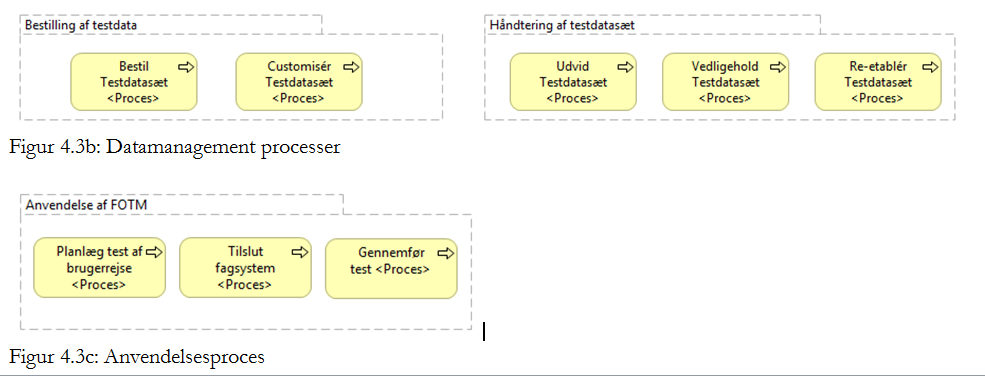 Bestilling af testdata
Bestil
Testdatasæt
<Proces>
Customisér
Testdatasæt
<Proces>
Håndtering af testdatasæt
Udvid
Testdatasæt
<Proces>
Vedligehold
Testdatasæt
<Proces>
Re-etablér
Testdatasæt
<Proces>
Figur 4.3b: Datamanagement processer
Anvendelse af FOTM
Planlæg test af
brugerrejse
<Proces>
Tilslut
fagsystem
<Proces>
Gennemfør
test <Proces>
Figur 4.3c: Anvendelsesproces